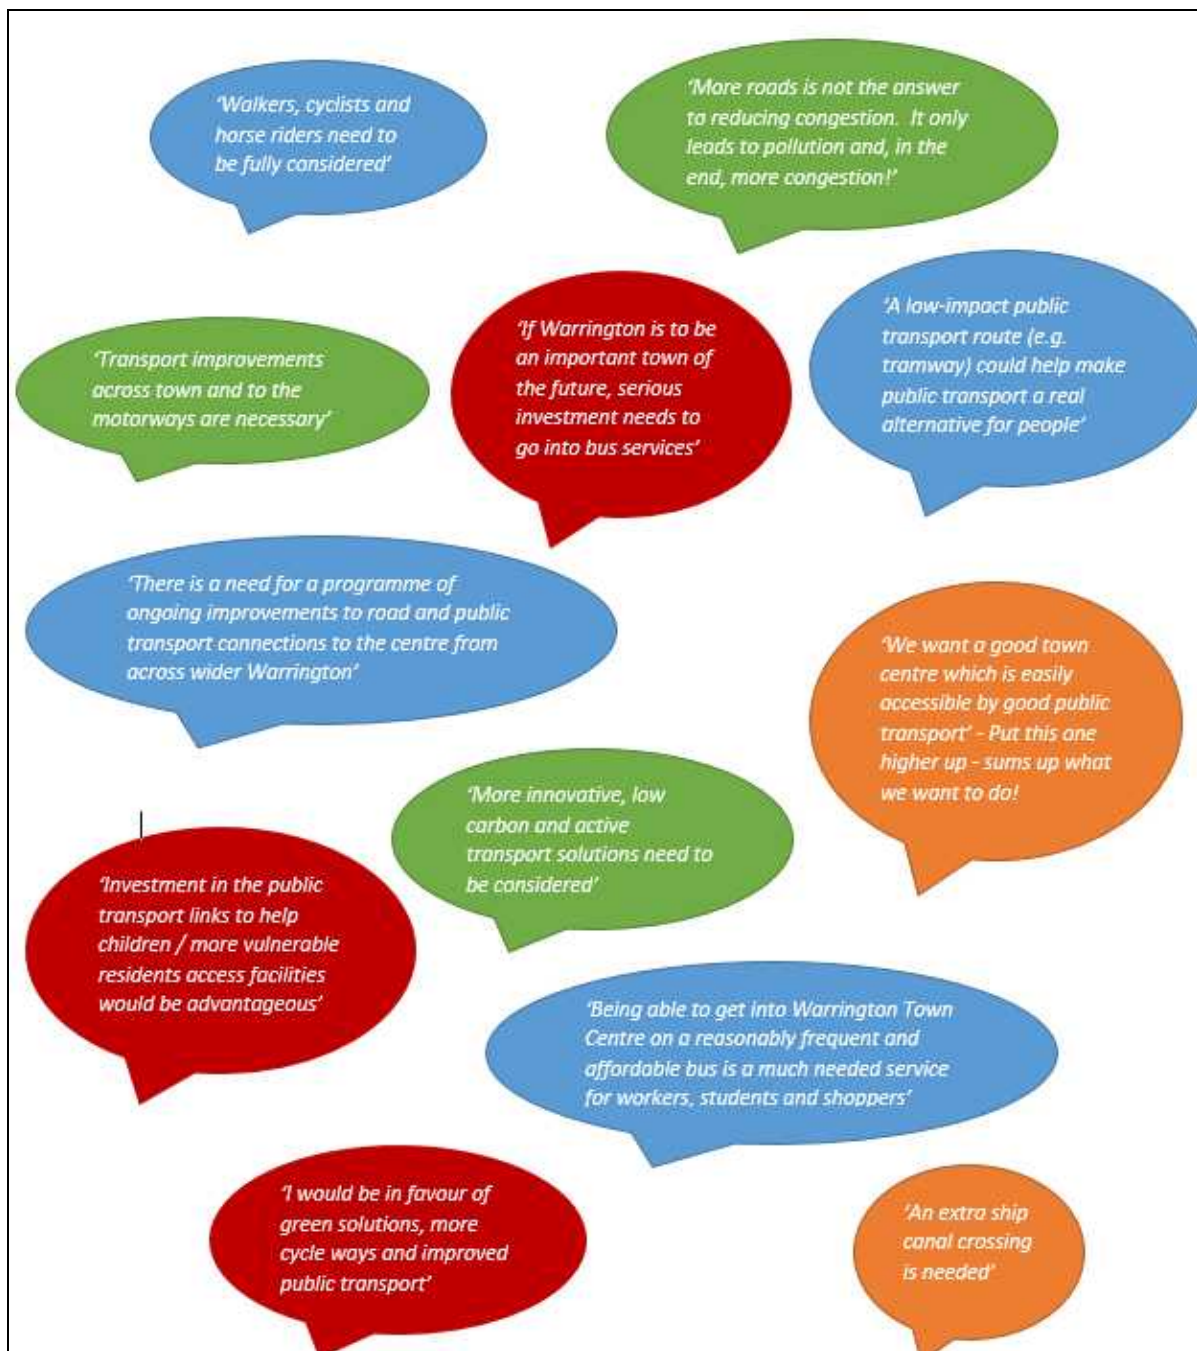 'Walkers, cyclists and
horse riders need to
be fully considered'
'More roads is not the answer
to reducing congestion. It only
leads to pollution and, in the
end, more congestion!'
'Transport improvements
across town and to the
motorways are necessary'
'If Warrington is to be
an important town of
the future, serious
investment needs to
go into bus services'
'A low-impact public
transport route (e.g.
tramway) could help make
public transport a real
alternative for people'
'There is a need for a programme of
ongoing improvements to road and public
transport connections to the centre from
across wider Warrington'
'We want a good town
centre which is easily
accessible by good public
transport' - Put this one
higher up - sums up what
we want to do!
'More innovative, low
carbon and active
transport solutions need to
be considered'
'Investment in the public
transport links to help
children / more vulnerable
residents access facilities
would be advantageous'
'Being able to get into Warrington Town
Centre on a reasonably frequent and
affordable bus is a much needed service
for workers, students and shoppers'
'I would be in favour of
green solutions, more
cycle ways and improved
public transport'
'An extra ship
canal crossing
is needed'